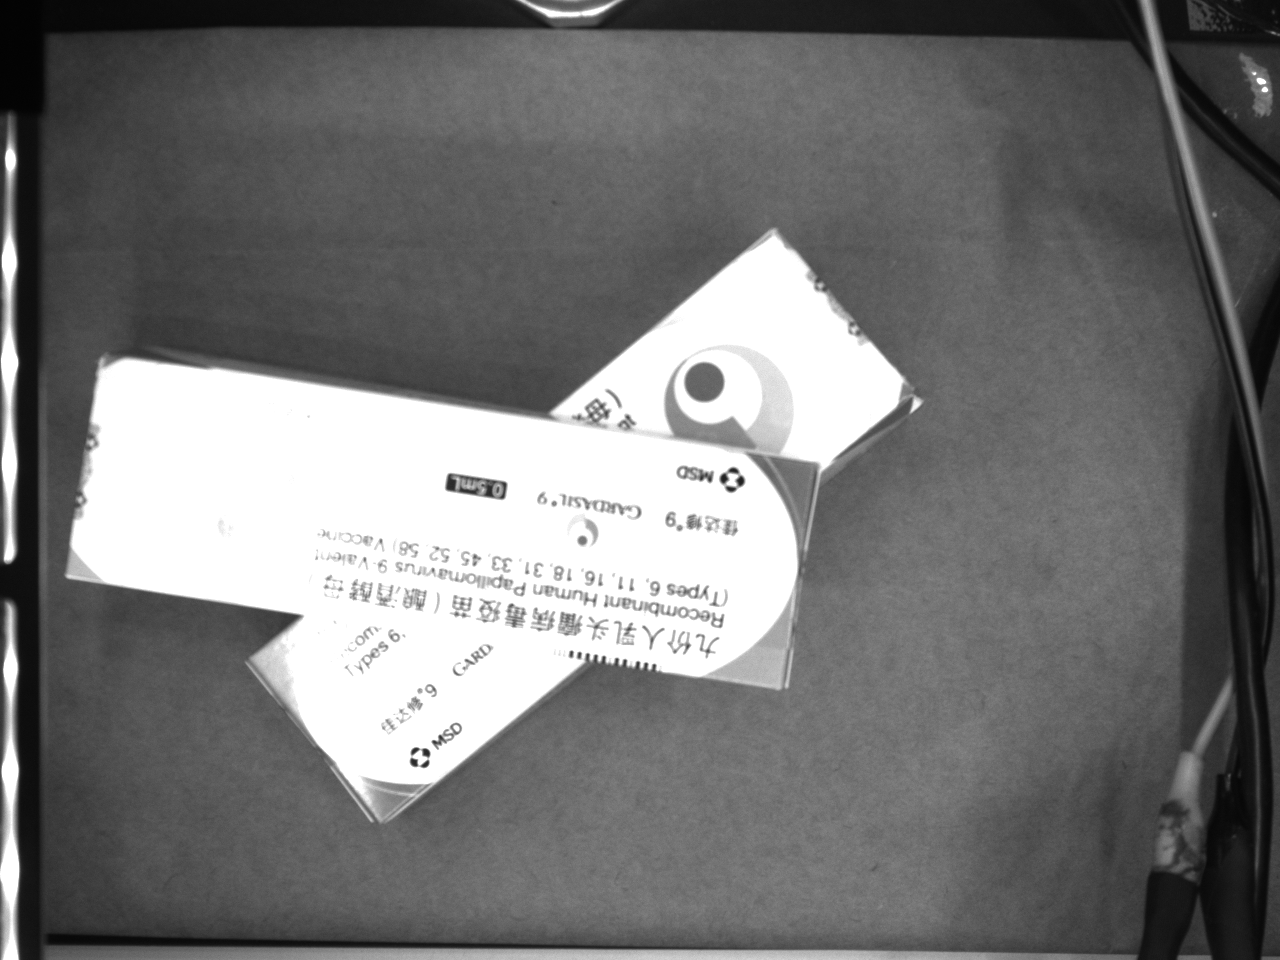 九价人乳头瘤病毒疫苗（酿酒酵母）
Recombinant Human Papillomavirus 9-Valent
(Types 6, 11, 16, 18, 31, 33, 45, 52, 58) Vaccine
佳达修®9 GARDASIL®9 0.5mL
MSD
Types 6,
佳达修®9 GARD
MSD